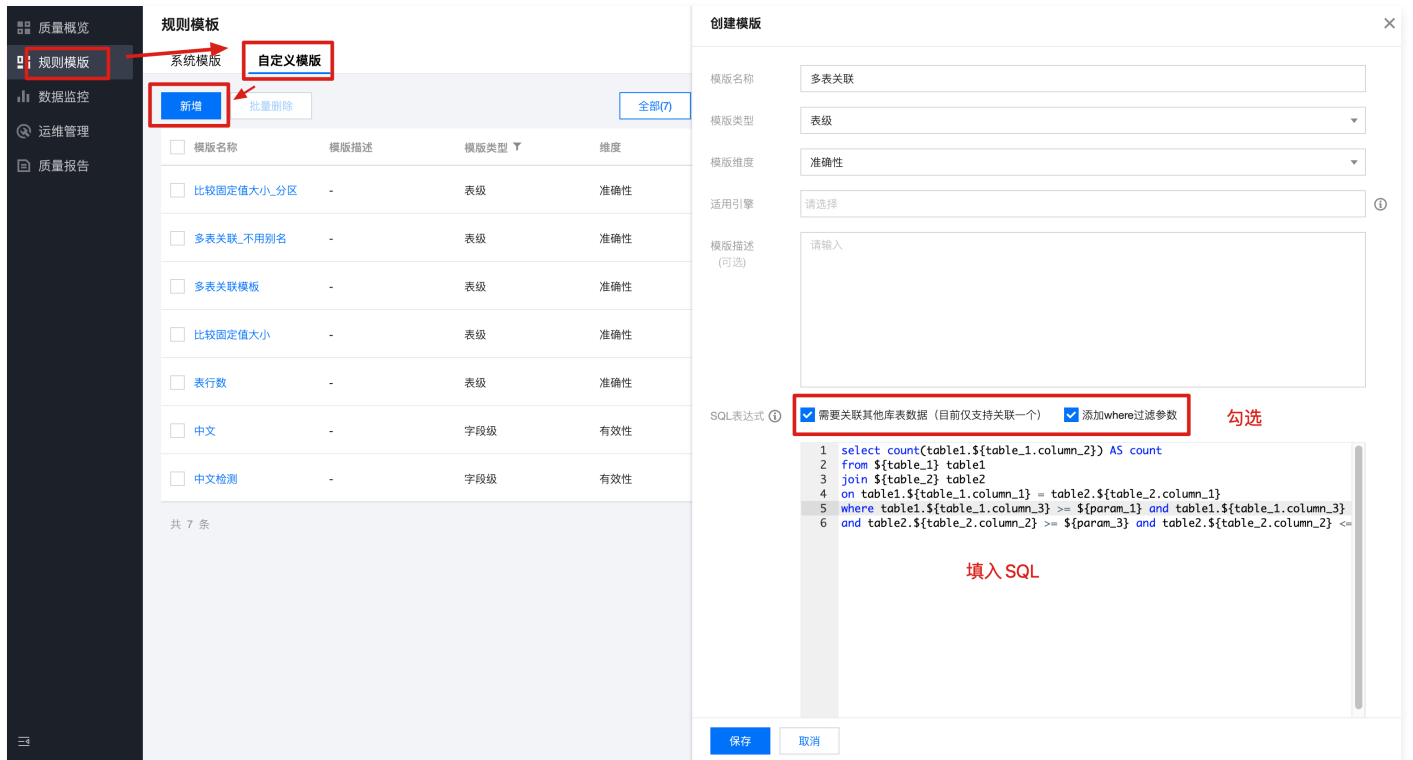 质量概览
规则模版
数据监控
运维管理
质量报告
规则模板
系统模版 自定义模版
新增 批量删除 全部(7)
模版名称 模版描述 模版类型 维度
比较固定值大小_分区 - 表级 准确性
多表关联_不用别名 - 表级 准确性
多表关联模板 - 表级 准确性
比较固定值大小 - 表级 准确性
表行数 - 表级 准确性
中文 - 字段级 有效性
中文检测 - 字段级 有效性
共 7 条
创建模版
模版名称 多表关联
模版类型 表级
模版维度 准确性
适用引擎 请选择
模版描述 请输入
(可选)
SQL表达式 需要关联其他库表数据（目前仅支持关联一个） 添加where过滤参数 勾选
1 select count(table1.${table_1.column_2}) AS count
2 from ${table_1} table1
3 join ${table_2} table2
4 on table1.${table_1.column_1} = table2.${table_2.column_1}
5 where table1.${table_1.column_3} >= ${param_1} and table1.${table_1.column_3}
6 and table2.${table_2.column_2} >= ${param_3} and table2.${table_2.column_2} <=
填入 SQL
保存 取消